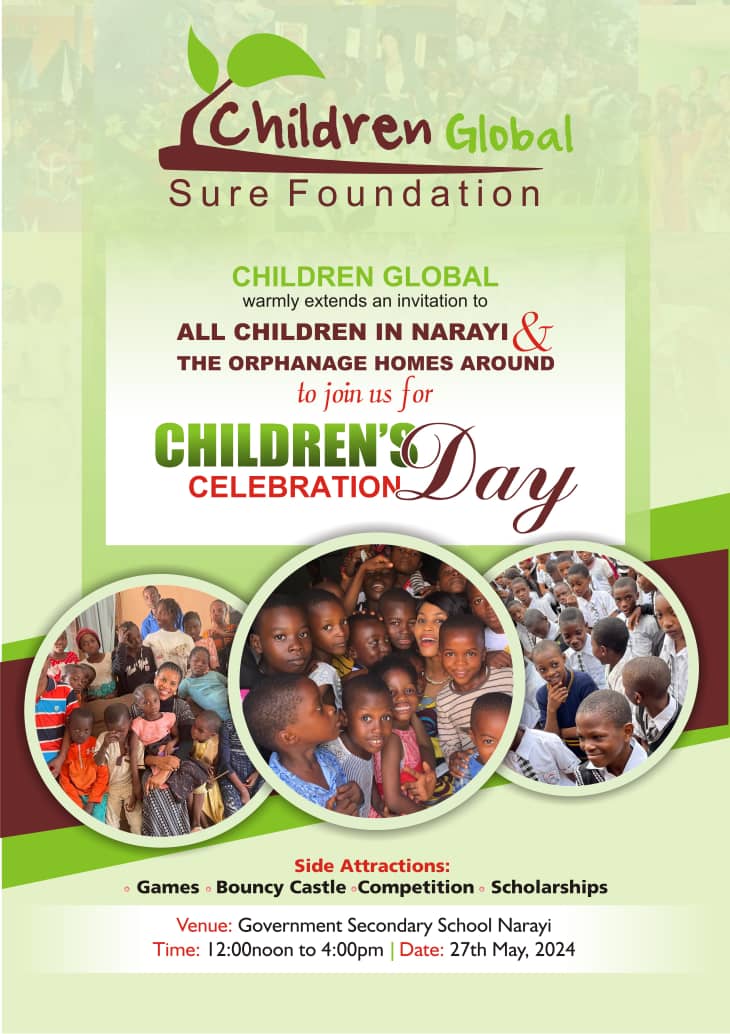 Children Global
Sure Foundation
CHILDREN GLOBAL
warmly extends an invitation to
ALL CHILDREN IN NARAYI &
THE ORPHANAGE HOMES AROUND
to join us for
CHILDREN'S Day
CELEBRATION
Side Attractions:
◦ Games ◦ Bouncy Castle ◦Competition ◦ Scholarships
Venue: Government Secondary School Narayi
Time: 12:00noon to 4:00pm | Date: 27th May, 2024